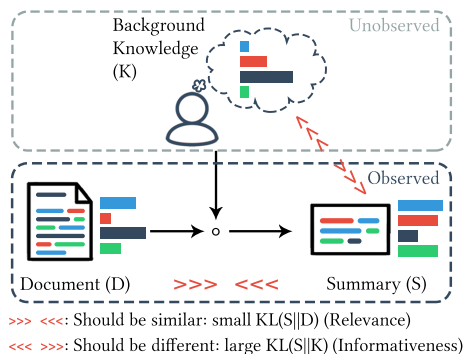 Background
Knowledge
(K)
Unobserved
<<< >>>
Observed
Document (D)
>>> <<<
Summary (S)
>>> <<<: Should be similar: small KL(S||D) (Relevance)
<<< >>>: Should be different: large KL(S||K) (Informativeness)